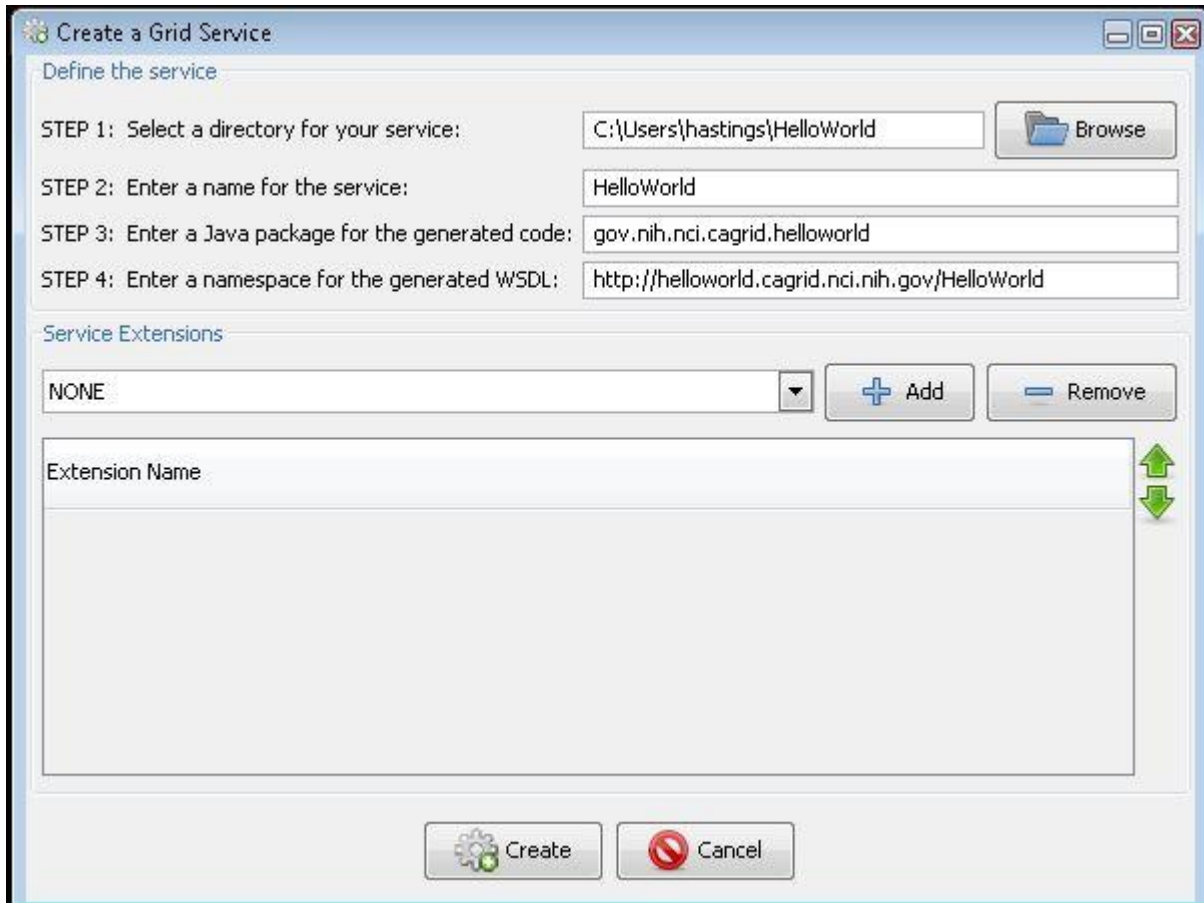 Create a Grid Service
Define the service
STEP 1: Select a directory for your service: C:\Users\hastings\HelloWorld Browse
STEP 2: Enter a name for the service: HelloWorld
STEP 3: Enter a Java package for the generated code: gov.nih.nci.cagrid.helloworld
STEP 4: Enter a namespace for the generated WSDL: http://helloworld.cagrid.nci.nih.gov/HelloWorld
Service Extensions
NONE Add Remove
Extension Name
Create Cancel